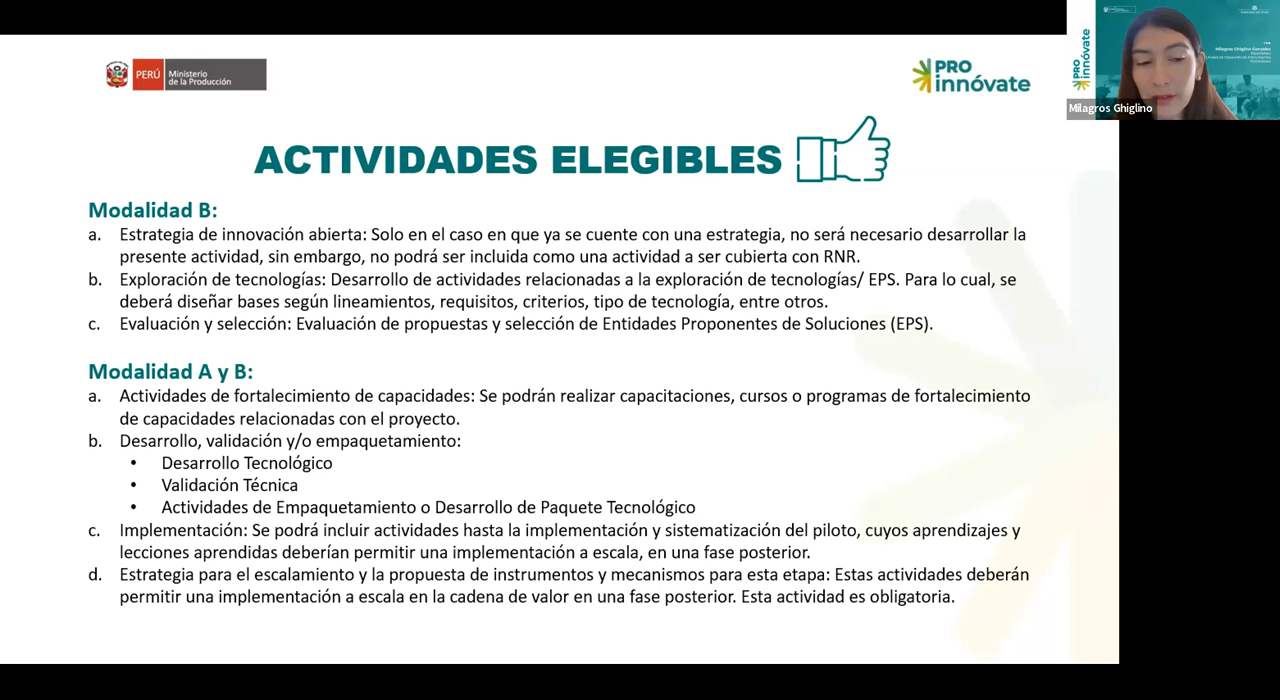 PERÚ
Ministerio
de la Producción
PRO
innóvate
ACTIVIDADES ELEGIBLES
Modalidad B:
a. Estrategia de innovación abierta: Solo en el caso en que ya se cuente con una estrategia, no será necesario desarrollar la
presente actividad, sin embargo, no podrá ser incluida como una actividad a ser cubierta con RNR.
b. Exploración de tecnologías: Desarrollo de actividades relacionadas a la exploración de tecnologías/ EPS. Para lo cual, se
deberá diseñar bases según lineamientos, requisitos, criterios, tipo de tecnología, entre otros.
c. Evaluación y selección: Evaluación de propuestas y selección de Entidades Proponentes de Soluciones (EPS).
Modalidad A y B:
a. Actividades de fortalecimiento de capacidades: Se podrán realizar capacitaciones, cursos o programas de fortalecimiento
de capacidades relacionadas con el proyecto.
b. Desarrollo, validación y/o empaquetamiento:
• Desarrollo Tecnológico
• Validación Técnica
• Actividades de Empaquetamiento o Desarrollo de Paquete Tecnológico
c. Implementación: Se podrá incluir actividades hasta la implementación y sistematización del piloto, cuyos aprendizajes y
lecciones aprendidas deberían permitir una implementación a escala, en una fase posterior.
d. Estrategia para el escalamiento y la propuesta de instrumentos y mecanismos para esta etapa: Estas actividades deberán
permitir una implementación a escala en la cadena de valor en una fase posterior. Esta actividad es obligatoria.
PRO
innóvate
Milagros Ghiglino